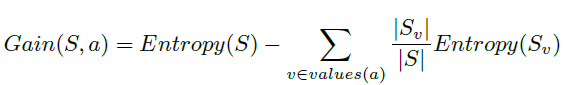 Gain(S, a) = Entropy(S) − ∑_{v∈values(a)} |S_v|/|S| Entropy(S_v)